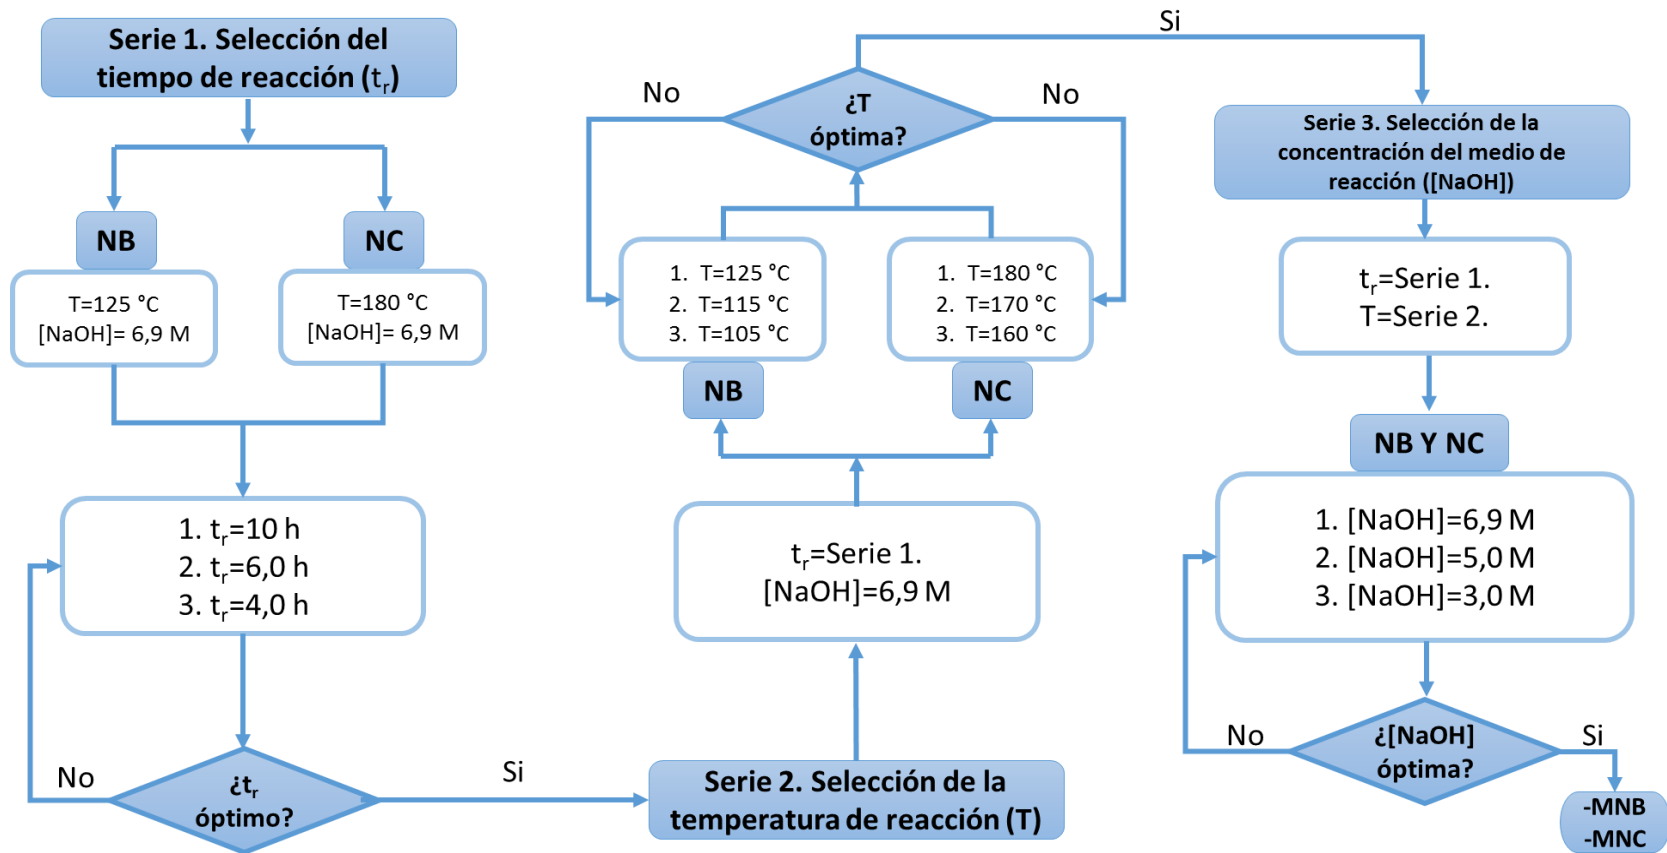 Serie 1. Selección del
tiempo de reacción (tᵣ)
NB
NC
T=125 °C
[NaOH]= 6,9 M
T=180 °C
[NaOH]= 6,9 M
1. tᵣ=10 h
2. tᵣ=6,0 h
3. tᵣ=4,0 h
No
¿tᵣ
óptimo?
Si
Serie 2. Selección de la
temperatura de reacción (T)
tᵣ=Serie 1.
[NaOH]=6,9 M
NB
NC
1. T=125 °C
2. T=115 °C
3. T=105 °C
1. T=180 °C
2. T=170 °C
3. T=160 °C
No
¿T
óptima?
No
Si
Serie 3. Selección de la
concentración del medio de
reacción ([NaOH])
tᵣ=Serie 1.
T=Serie 2.
NB Y NC
1. [NaOH]=6,9 M
2. [NaOH]=5,0 M
3. [NaOH]=3,0 M
No
¿[NaOH]
óptima?
Si
-MNB
-MNC